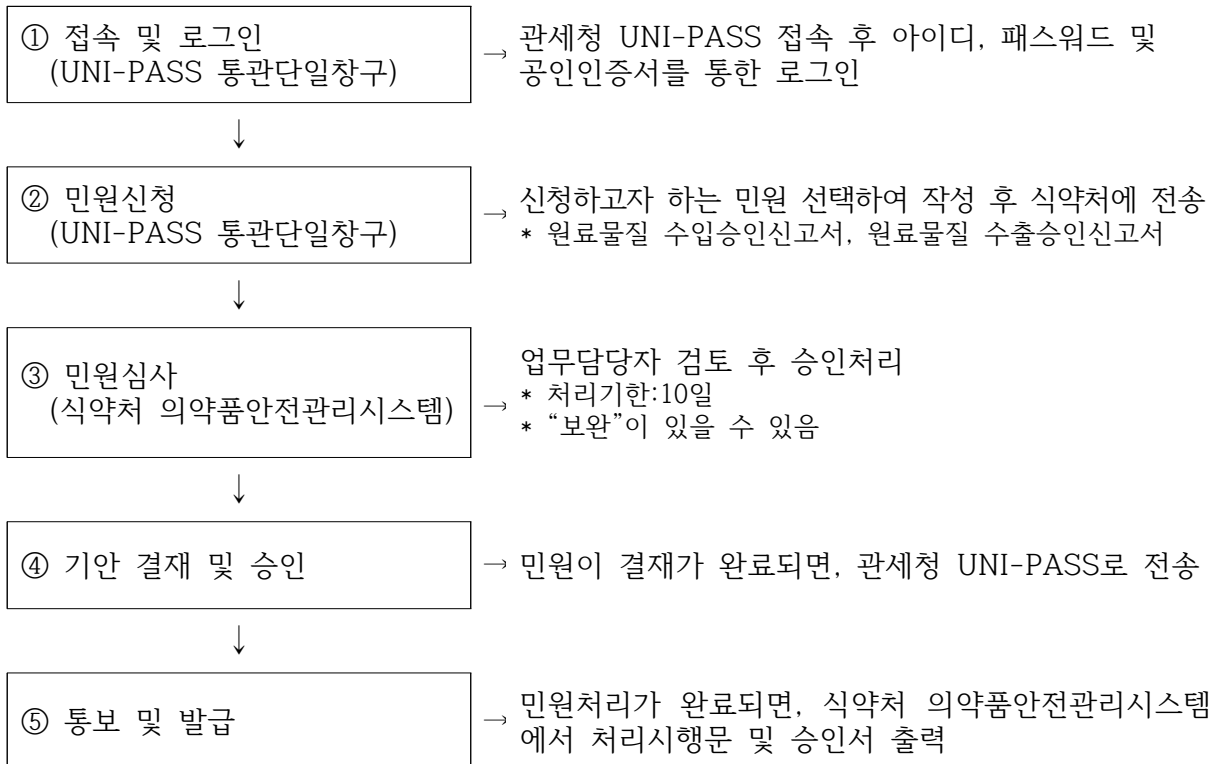 ① 접속 및 로그인
(UNI-PASS 통관단일창구)
→ 관세청 UNI-PASS 접속 후 아이디, 패스워드 및
공인인증서를 통한 로그인
↓
② 민원신청
(UNI-PASS 통관단일창구)
→ 신청하고자 하는 민원 선택하여 작성 후 식약처에 전송
* 원료물질 수입승인신고서, 원료물질 수출승인신고서
↓
③ 민원심사
(식약처 의약품안전관리시스템)
→ 업무담당자 검토 후 승인처리
* 처리기한:10일
* “보완”이 있을 수 있음
↓
④ 기안 결재 및 승인
→ 민원이 결재가 완료되면, 관세청 UNI-PASS로 전송
↓
⑤ 통보 및 발급
→ 민원처리가 완료되면, 식약처 의약품안전관리시스템
에서 처리시행문 및 승인서 출력